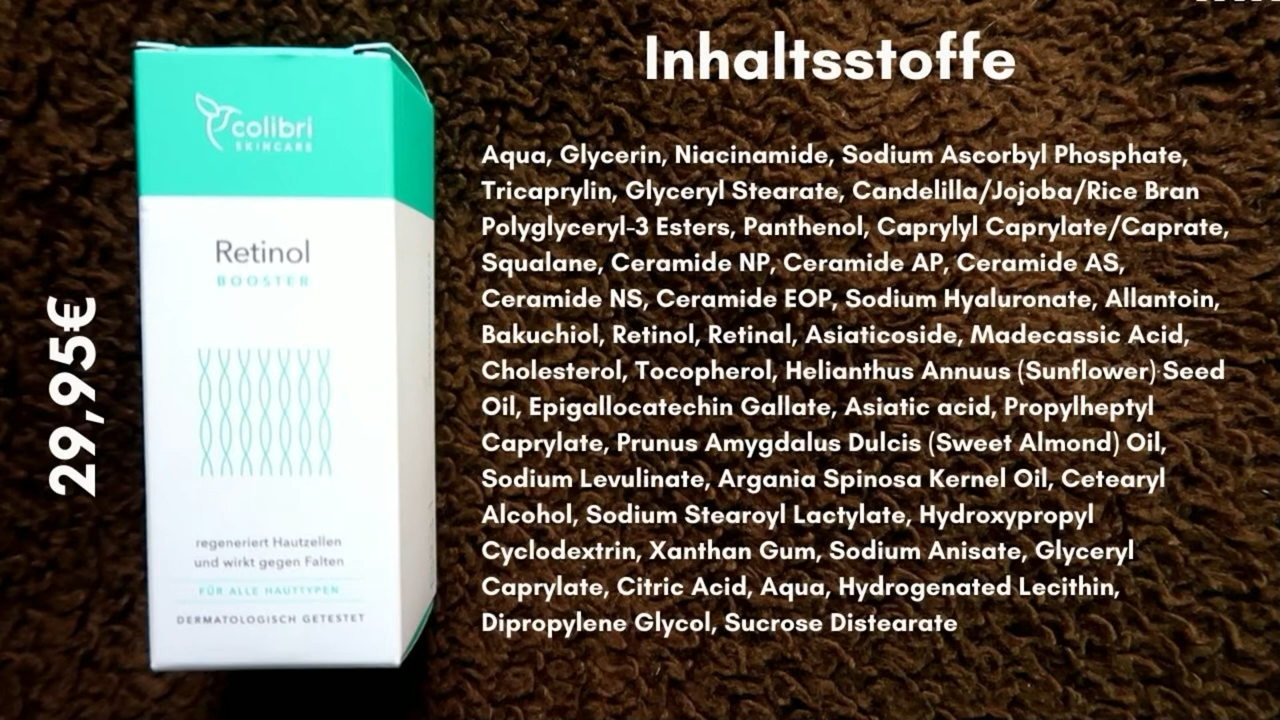 Inhaltsstoffe
colibri
SKINCARE
Aqua, Glycerin, Niacinamide, Sodium Ascorbyl Phosphate,
Tricaprylin, Glyceryl Stearate, Candelilla/Jojoba/Rice Bran
Polyglyceryl-3 Esters, Panthenol, Caprylyl Caprylate/Caprate,
Squalane, Ceramide NP, Ceramide AP, Ceramide AS,
Ceramide NS, Ceramide EOP, Sodium Hyaluronate, Allantoin,
Bakuchiol, Retinol, Retinal, Asiaticoside, Madecassic Acid,
Cholesterol, Tocopherol, Helianthus Annuus (Sunflower) Seed
Oil, Epigallocatechin Gallate, Asiatic acid, Propylheptyl
Caprylate, Prunus Amygdalus Dulcis (Sweet Almond) Oil,
Sodium Levulinate, Argania Spinosa Kernel Oil, Cetearyl
Alcohol, Sodium Stearoyl Lactylate, Hydroxypropyl
Cyclodextrin, Xanthan Gum, Sodium Anisate, Glyceryl
Caprylate, Citric Acid, Aqua, Hydrogenated Lecithin,
Dipropylene Glycol, Sucrose Distearate
Retinol
BOOSTER
29,95€
regeneriert Hautzellen
und wirkt gegen Falten
FÜR ALLE HAUTTYPEN
DERMATOLOGISCH GETESTET